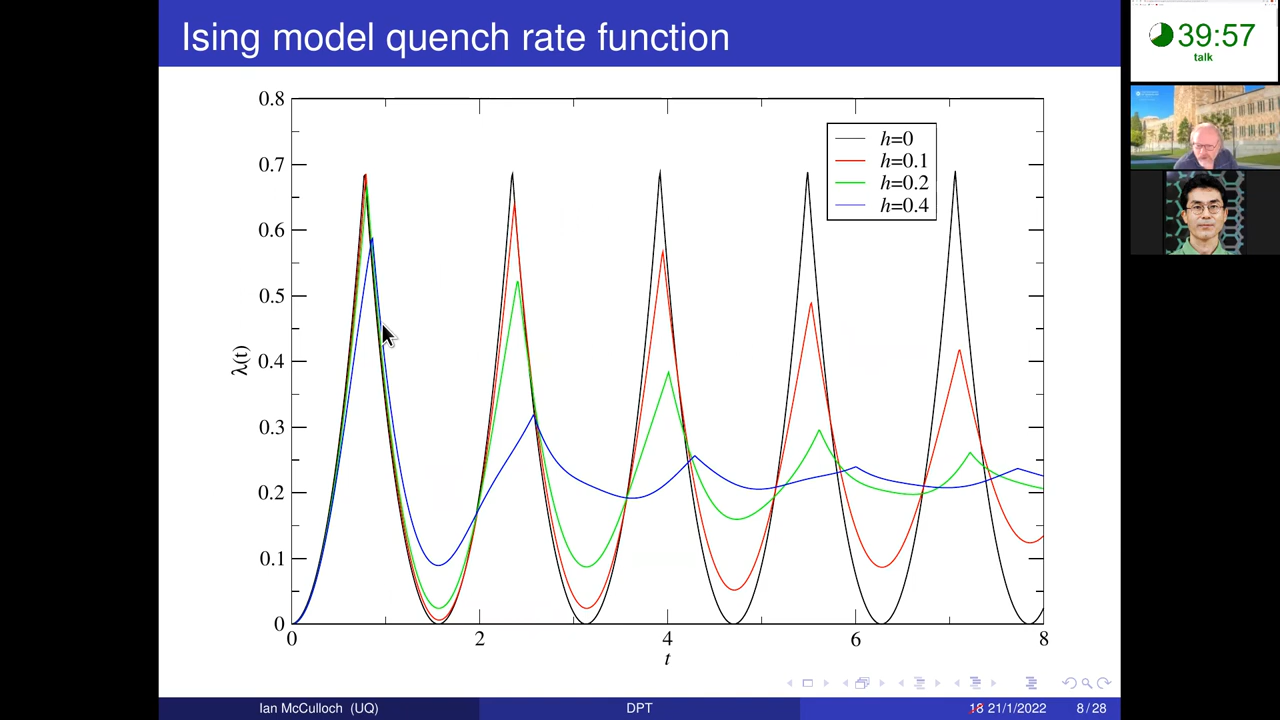 Ising model quench rate function
39:57
talk
0.8
0.7
0.6
0.5
0.4
0.3
0.2
0.1
0
λ(t)
h=0
h=0.1
h=0.2
h=0.4
0 2 4 6 8
t
Ian McCulloch (UQ) DPT 18 21/1/2022 8 / 28